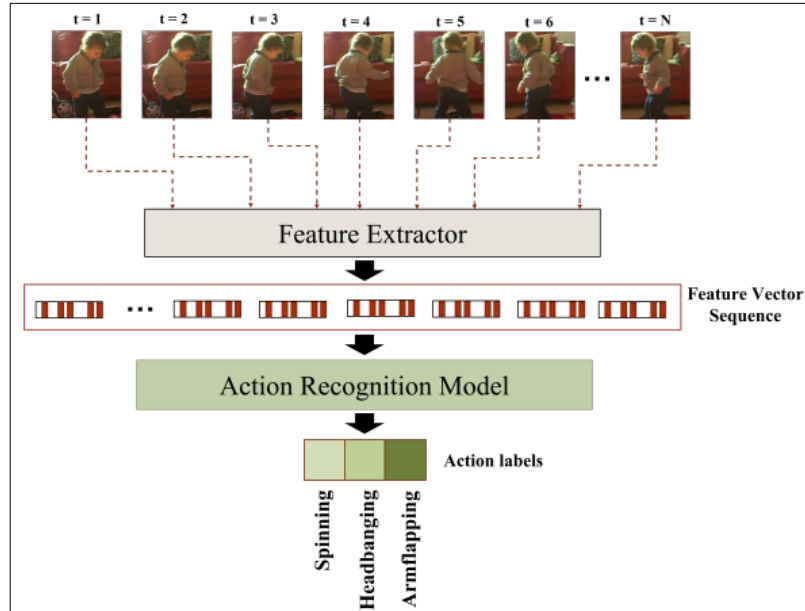 t = 1 t = 2 t = 3 t = 4 t = 5 t = 6 t = N
...
Feature Extractor
...
Feature Vector
Sequence
Action Recognition Model
Action labels
Spinning
Headbanging
Armflapping